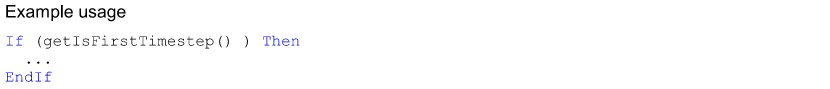 Example usage
If (getIsFirstTimestep() ) Then
  ...
EndIf